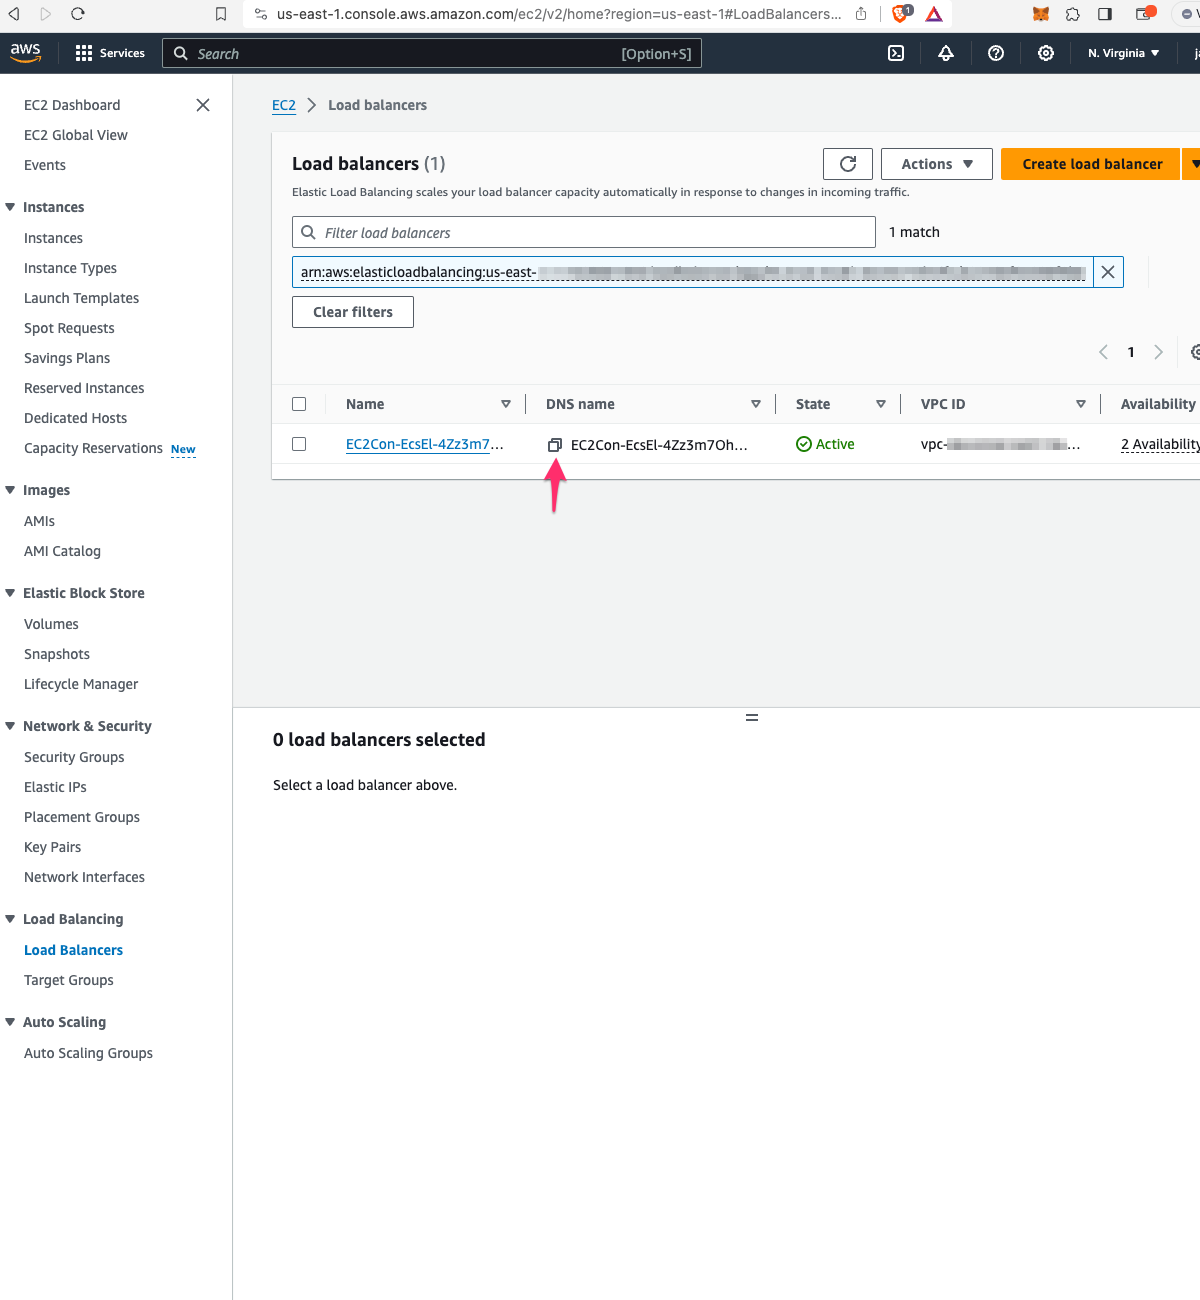 us-east-1.console.aws.amazon.com/ec2/v2/home?region=us-east-1#LoadBalancers...
1
aws
Services
Search
[Option+S]
N. Virginia
EC2 Dashboard
EC2 Global View
Events
Instances
Instances
Instance Types
Launch Templates
Spot Requests
Savings Plans
Reserved Instances
Dedicated Hosts
Capacity Reservations New
Images
AMIs
AMI Catalog
Elastic Block Store
Volumes
Snapshots
Lifecycle Manager
Network & Security
Security Groups
Elastic IPs
Placement Groups
Key Pairs
Network Interfaces
Load Balancing
Load Balancers
Target Groups
Auto Scaling
Auto Scaling Groups
EC2 > Load balancers
Load balancers (1)
Actions
Create load balancer
Elastic Load Balancing scales your load balancer capacity automatically in response to changes in incoming traffic.
Filter load balancers
1 match
arn:aws:elasticloadbalancing:us-east-
Clear filters
1
Name DNS name State VPC ID Availability
EC2Con-EcsEl-4Zz3m7... EC2Con-EcsEl-4Zz3m7Oh... Active vpc- ... 2 Availability
0 load balancers selected
Select a load balancer above.